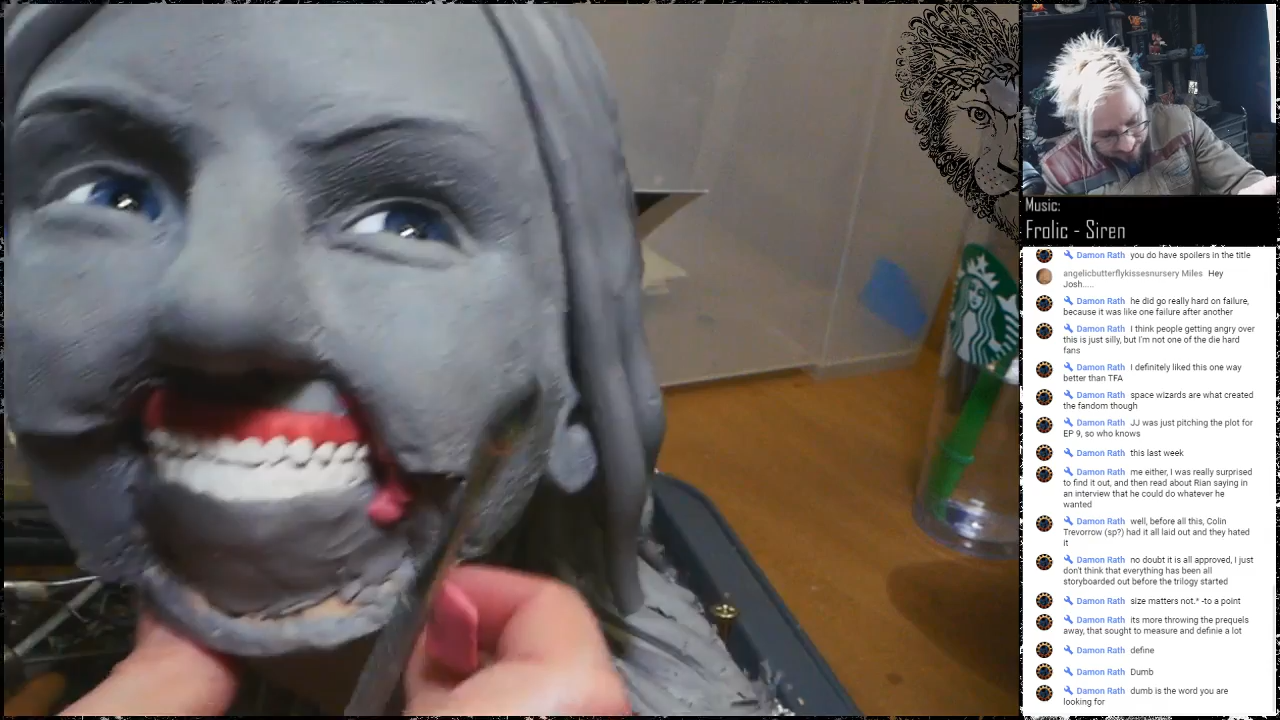 Music:
Frolic - Siren
Damon Rath you do have spoilers in the title
angelicbutterflykissesnursery Miles Hey
Josh.....
Damon Rath he did go really hard on failure,
because it was like one failure after another
Damon Rath I think people getting angry over
this is just silly, but I'm not one of the die hard
fans
Damon Rath I definitely liked this one way
better than TFA
Damon Rath space wizards are what created
the fandom though
Damon Rath JJ was just pitching the plot for
EP 9, so who knows
Damon Rath this last week
Damon Rath me either, I was really surprised
to find it out, and then read about Rian saying in
an interview that he could do whatever he
wanted
Damon Rath well, before all this, Colin
Trevorrow (sp?) had it all laid out and they hated
it
Damon Rath no doubt it is all approved, I just
don't think that everything has been all
storyboarded out before the trilogy started
Damon Rath size matters not.* -to a point
Damon Rath its more throwing the prequels
away, that sought to measure and definie a lot
Damon Rath define
Damon Rath Dumb
Damon Rath dumb is the word you are
looking for